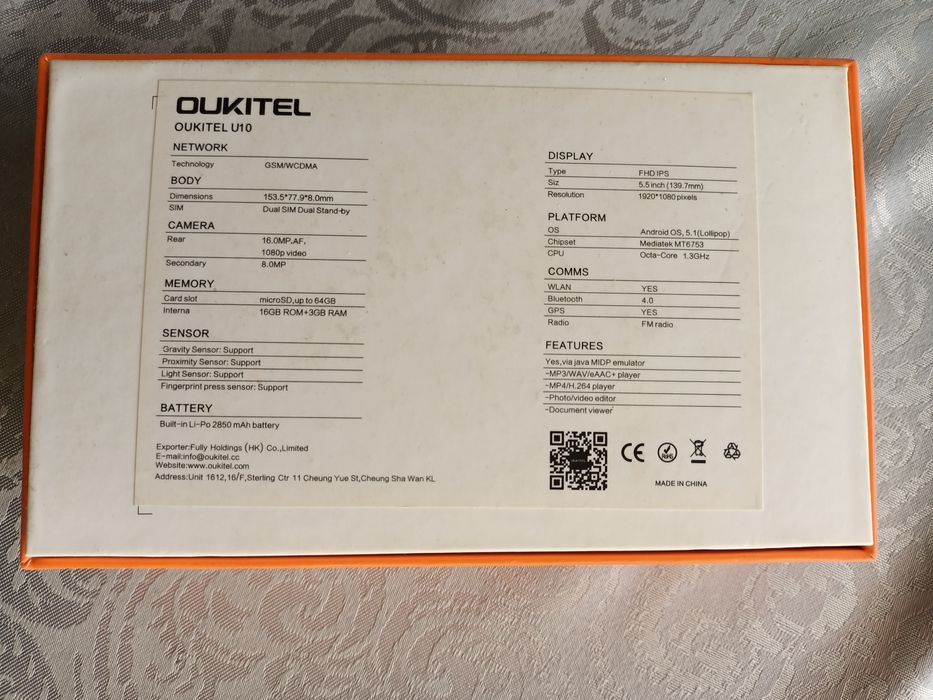 OUKITEL
OUKITEL U10
NETWORK
Technology GSM/WCDMA
BODY
Dimensions 153.5*77.9*8.0mm
SIM Dual SIM Dual Stand-by
CAMERA
Rear 16.0MP,AF,
1080p video
Secondary 8.0MP
MEMORY
Card slot microSD,up to 64GB
Interna 16GB ROM+3GB RAM
SENSOR
Gravity Sensor: Support
Proximity Sensor: Support
Light Sensor: Support
Fingerprint press sensor: Support
BATTERY
Built-in Li-Po 2850 mAh battery
Exporter:Fully Holdings (HK) Co.,Limited
E-mail:info@oukitel.cc
Website:www.oukitel.com
Address:Unit 1612,16/F,Sterling Ctr 11 Cheung Yue St,Cheung Sha Wan KL
DISPLAY
Type FHD IPS
Siz 5.5 inch (139.7mm)
Resolution 1920*1080 pixels
PLATFORM
OS Android OS, 5.1(Lollipop)
Chipset Mediatek MT6753
CPU Octa-Core 1.3GHz
COMMS
WLAN YES
Bluetooth 4.0
GPS YES
Radio FM radio
FEATURES
Yes,via java MIDP emulator
-MP3/WAV/eAAC+ player
-MP4/H.264 player
-Photo/video editor
-Document viewer
CE
MADE IN CHINA